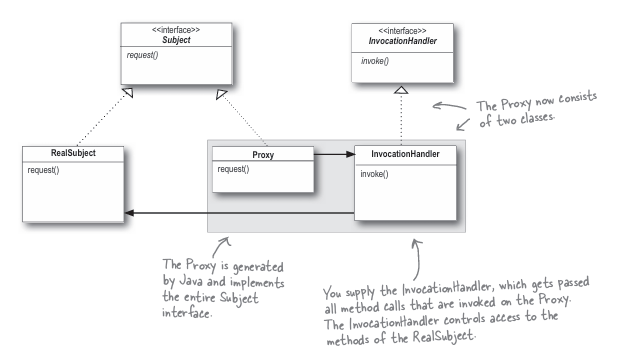 <<interface>>
Subject
request()
<<interface>>
InvocationHandler
invoke()
The Proxy now consists
of two classes.
RealSubject
request()
Proxy
request()
InvocationHandler
invoke()
The Proxy is generated
by Java and implements
the entire Subject
interface.
You supply the InvocationHandler, which gets passed
all method calls that are invoked on the Proxy.
The InvocationHandler controls access to the
methods of the RealSubject.